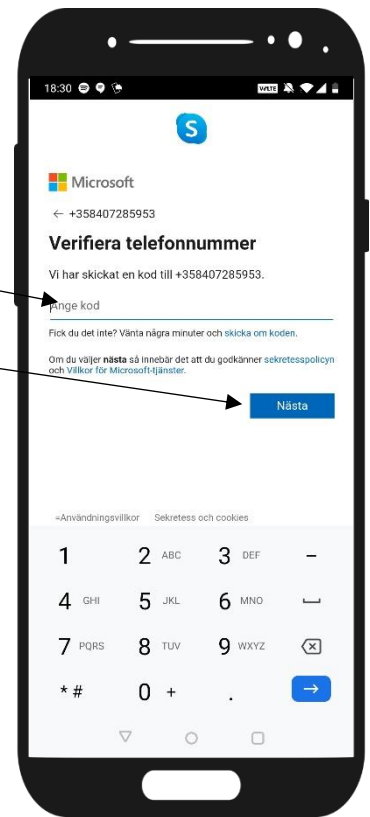 18:30 VoLTE
S
Microsoft
← +358407285953
Verifiera telefonnummer
Vi har skickat en kod till +358407285953.
Ange kod
Fick du det inte? Vänta några minuter och skicka om koden.
Om du väljer nästa så innebär det att du godkänner sekretesspolicyn
och Villkor för Microsoft-tjänster.
Nästa
Användningsvillkor Sekretess och cookies
1 2 ABC 3 DEF –
4 GHI 5 JKL 6 MNO
7 PQRS 8 TUV 9 WXYZ
* # 0 + .